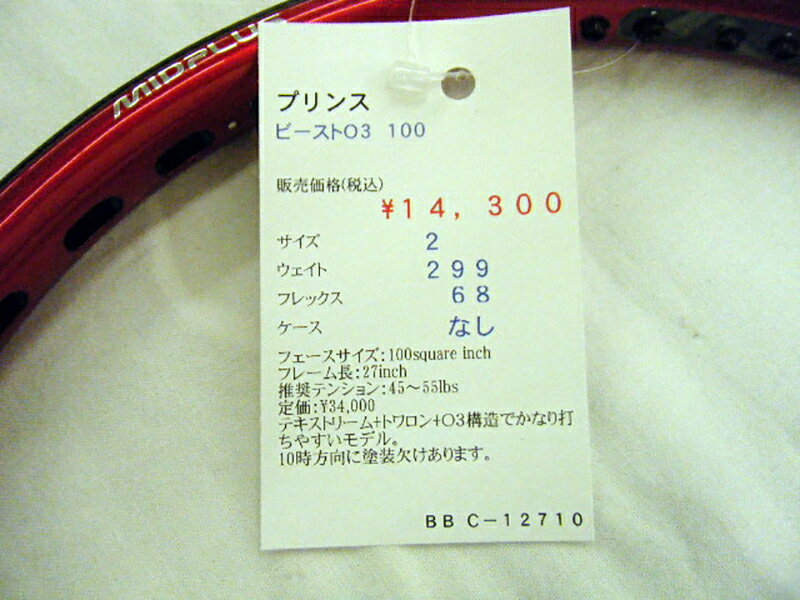 MIDPLUS
プリンス
ビーストO3 100
販売価格(税込)
¥14,300
サイズ 2
ウェイト 299
フレックス 68
ケース なし
フェースサイズ:100square inch
フレーム長:27inch
推奨テンション:45～55lbs
定価:¥34,000
テキストリーム+トワロン+O3構造でかなり打
ちやすいモデル。
10時方向に塗装欠けあります。
BBC-12710